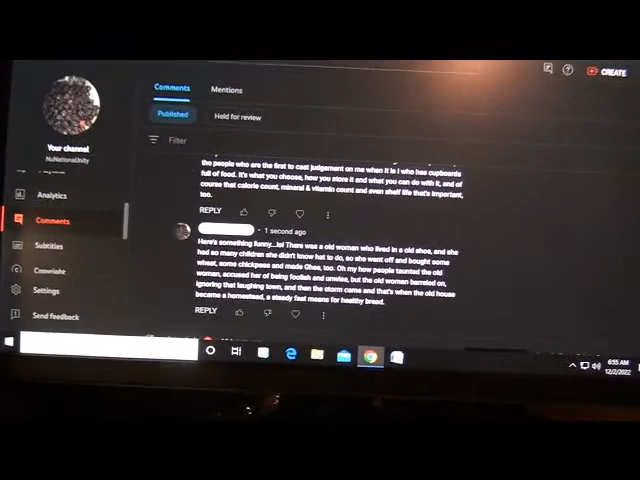 CREATE
Comments
Mentions
Published
Held for review
Your channel
NuNationsUnity
Filter
the people who are the first to cast judgement on me when it is I who has cupboards
full of food. It's what you choose, how you store it and what you can do with it, and of
course that calorie count, mineral & vitamin count and even shelf life that's important,
too.
REPLY
Analytics
Comments
Subtitles
Copyright
Settings
Send feedback
• 1 second ago
Here's something funny...lol There was a old woman who lived in a old shoe, and she
had so many children she didn't know hat to do, so she went off and bought some
wheat, some chickpeas and made Ghee, too. Oh my how people taunted the old
woman, accused her of being foolish and unwise, but the old woman barreled on,
ignoring that laughing town, and then the storm came and that's when the old house
became a homestead, a steady fast means for healthy bread.
REPLY
6:55 AM
12/2/2022